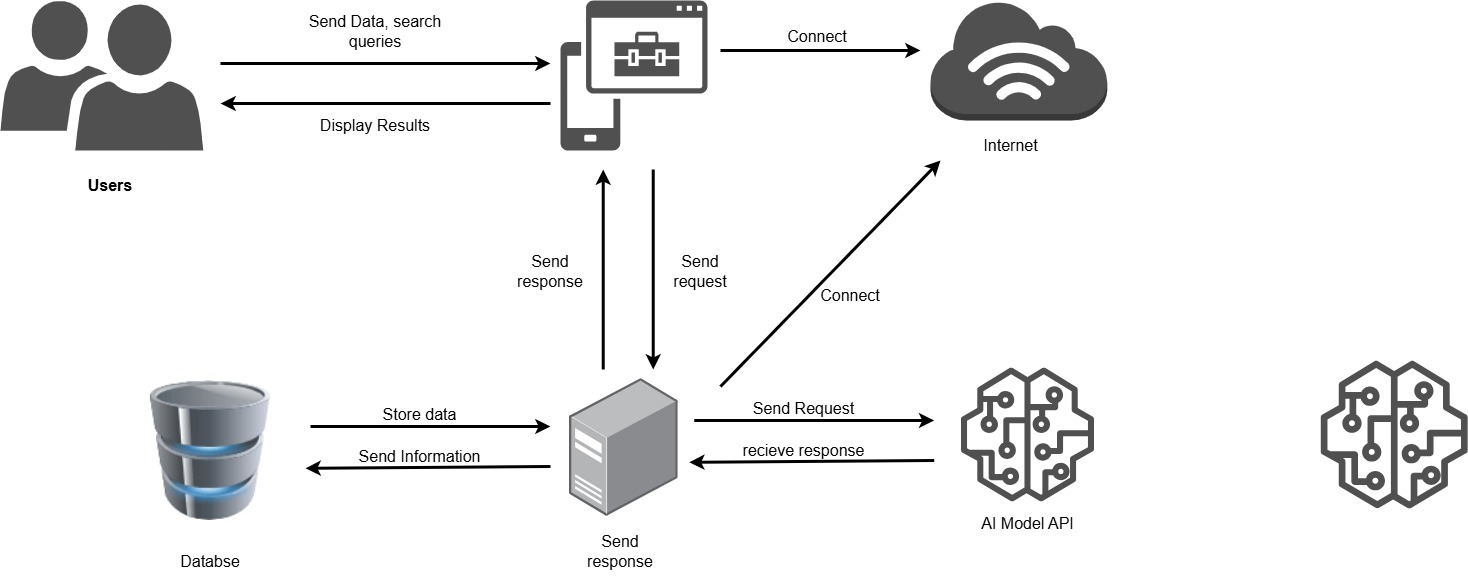 Send Data, search
queries
Connect
Display Results
Internet
Users
Send
response
Send
request
Connect
Store data
Send Request
Send Information
recieve response
AI Model API
Send
response
Databse